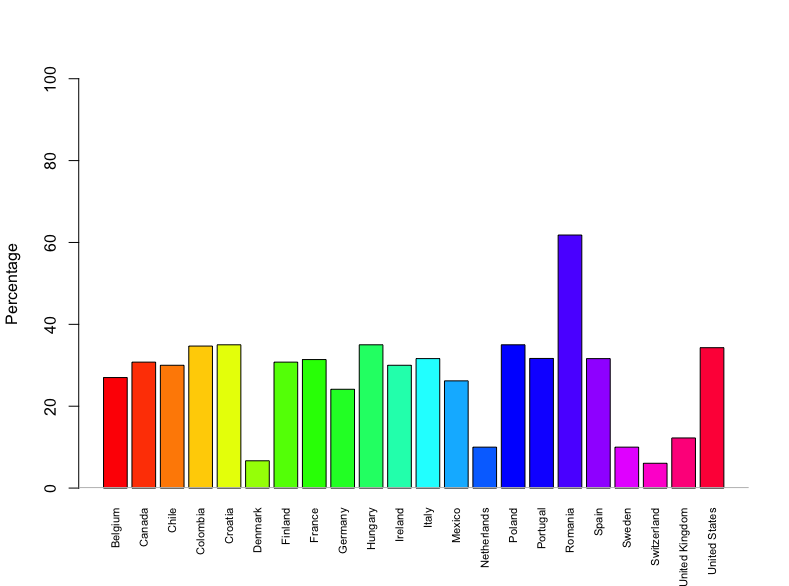 Percentage
100
80
60
40
20
0
Belgium
Canada
Chile
Colombia
Croatia
Denmark
Finland
France
Germany
Hungary
Ireland
Italy
Mexico
Netherlands
Poland
Portugal
Romania
Spain
Sweden
Switzerland
United Kingdom
United States